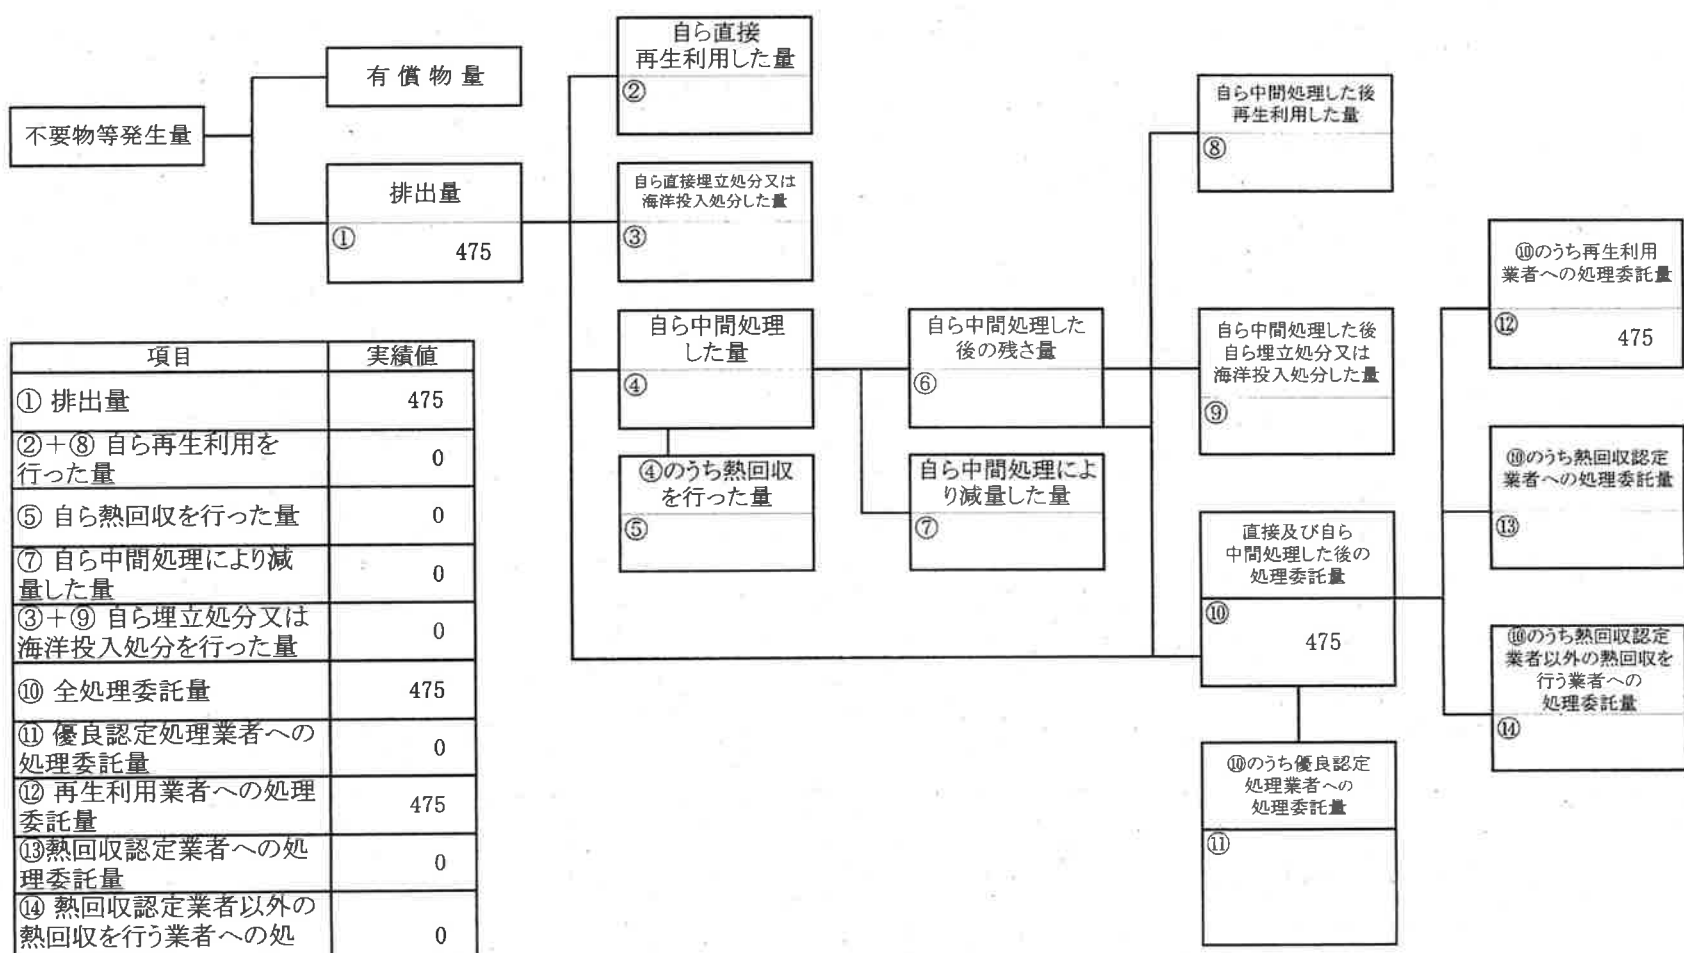 不要物等発生量
有償物量
排出量
①
475
自ら直接
再生利用した量
②
自ら直接埋立処分又は
海洋投入処分した量
③
自ら中間処理
した量
④
④のうち熱回収
を行った量
⑤
自ら中間処理した
後の残さ量
⑥
自ら中間処理によ
り減量した量
⑦
自ら中間処理した後
再生利用した量
⑧
自ら中間処理した後
自ら埋立処分又は
海洋投入処分した量
⑨
直接及び自ら
中間処理した後の
処理委託量
⑩
475
⑩のうち優良認定
処理業者への
処理委託量
⑪
⑩のうち再生利用
業者への処理委託量
⑫
475
⑩のうち熱回収認定
業者への処理委託量
⑬
⑩のうち熱回収認定
業者以外の熱回収を
行う業者への
処理委託量
⑭
項目 実績値
① 排出量 475
②+⑧ 自ら再生利用を
行った量 0
⑤ 自ら熱回収を行った量 0
⑦ 自ら中間処理により減
量した量 0
③+⑨ 自ら埋立処分又は
海洋投入処分を行った量 0
⑩ 全処理委託量 475
⑪ 優良認定処理業者への
処理委託量 0
⑫ 再生利用業者への処理
委託量 475
⑬熱回収認定業者への処
理委託量 0
⑭ 熱回収認定業者以外の
熱回収を行う業者への処 0